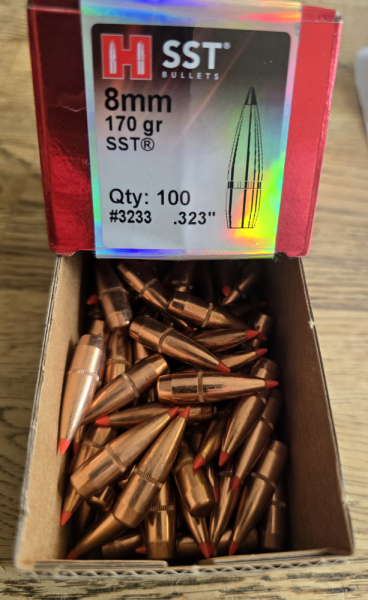 H SST®
BULLETS
8mm
170 gr
SST®
Qty: 100
#3233 .323"